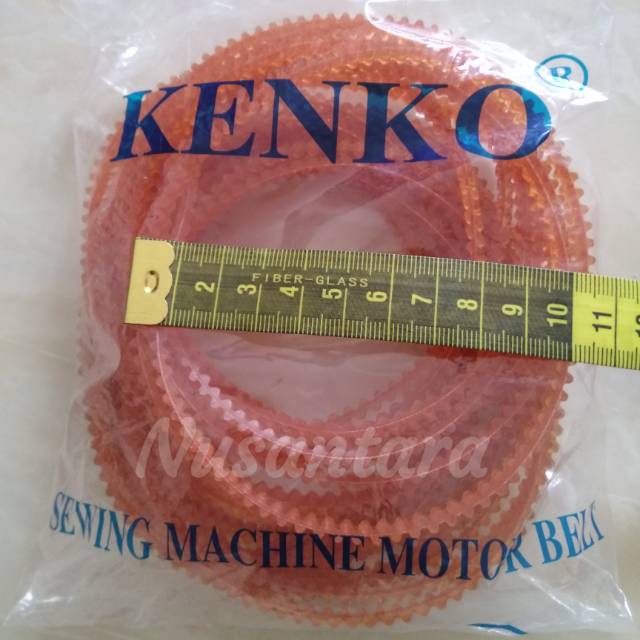 KENKO®
FIBER-GLASS
2 3 4 5 6 7 8 9 10 11
Nusantara
SEWING MACHINE MOTOR BELT